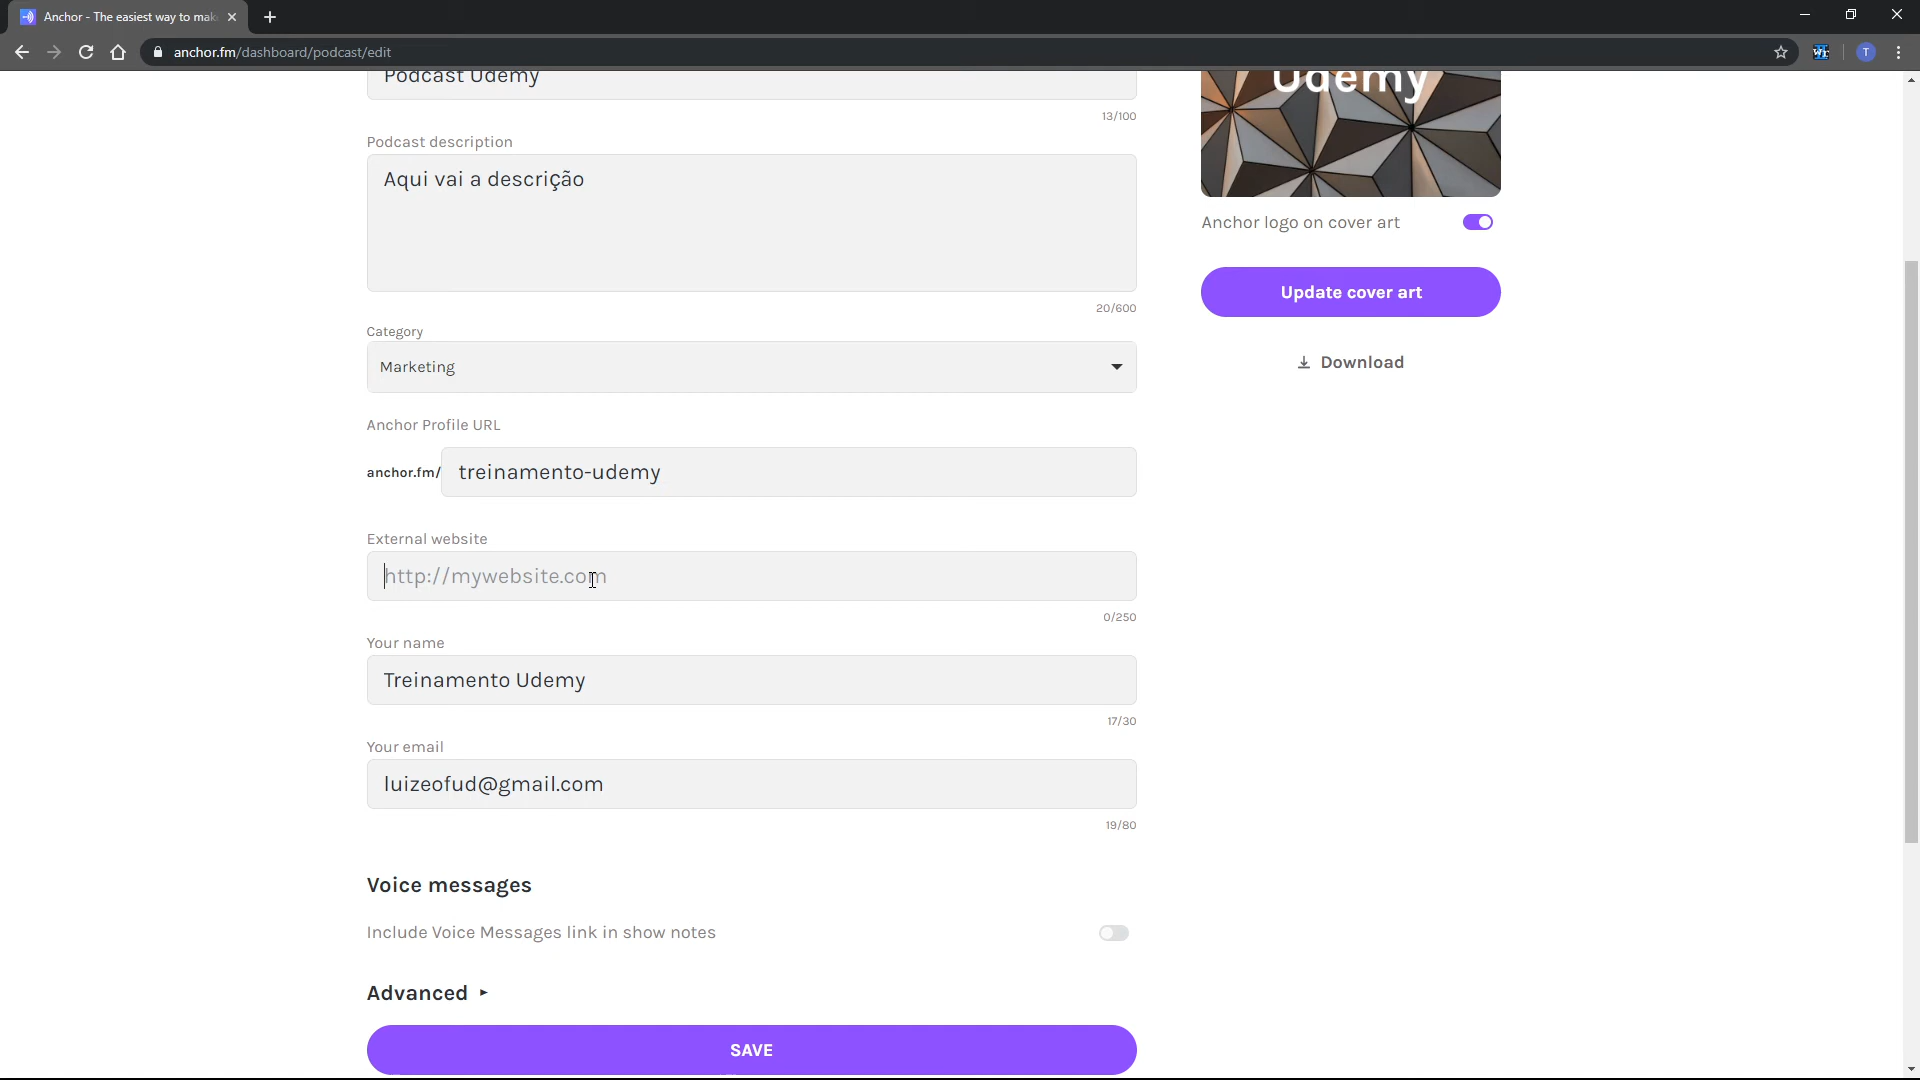 Anchor - The easiest way to mak
anchor.fm/dashboard/podcast/edit
wr
T
Podcast Udemy
13/100
Udemy
Podcast description
Aqui vai a descrição
20/600
Anchor logo on cover art
Update cover art
Download
Category
Marketing
Anchor Profile URL
anchor.fm/ treinamento-udemy
External website
http://mywebsite.com
0/250
Your name
Treinamento Udemy
17/30
Your email
luizeofud@gmail.com
19/80
Voice messages
Include Voice Messages link in show notes
Advanced
SAVE